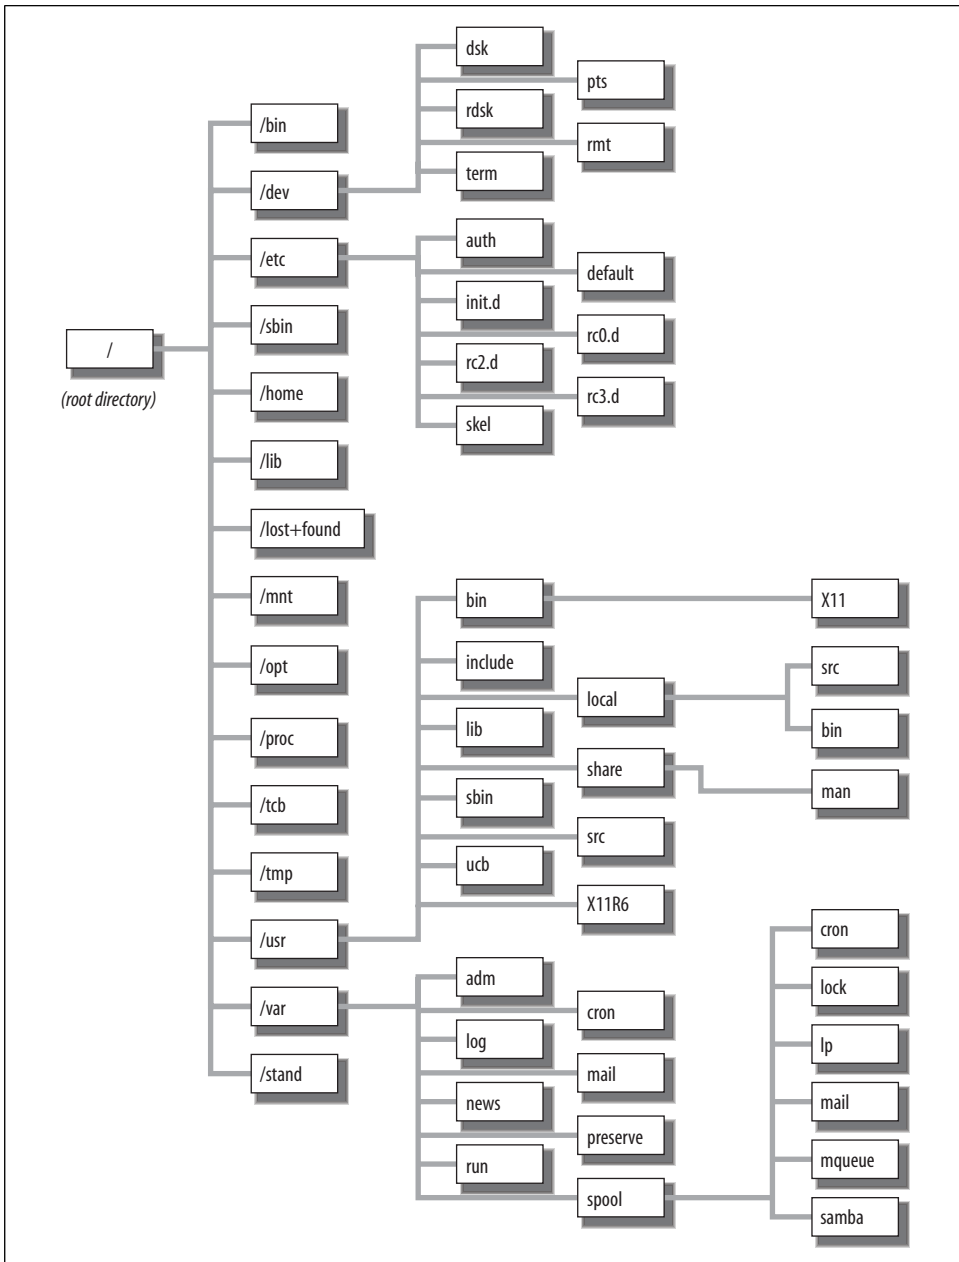 /
(root directory)
/bin
/dev
/etc
/sbin
/home
/lib
/lost+found
/mnt
/opt
/proc
/tcb
/tmp
/usr
/var
/stand
dsk
pts
rdsk
rmt
term
auth
default
init.d
rc0.d
rc2.d
rc3.d
skel
bin
X11
include
local
src
bin
lib
share
man
sbin
src
ucb
X11R6
adm
cron
log
mail
news
preserve
run
spool
cron
lock
lp
mail
mqueue
samba